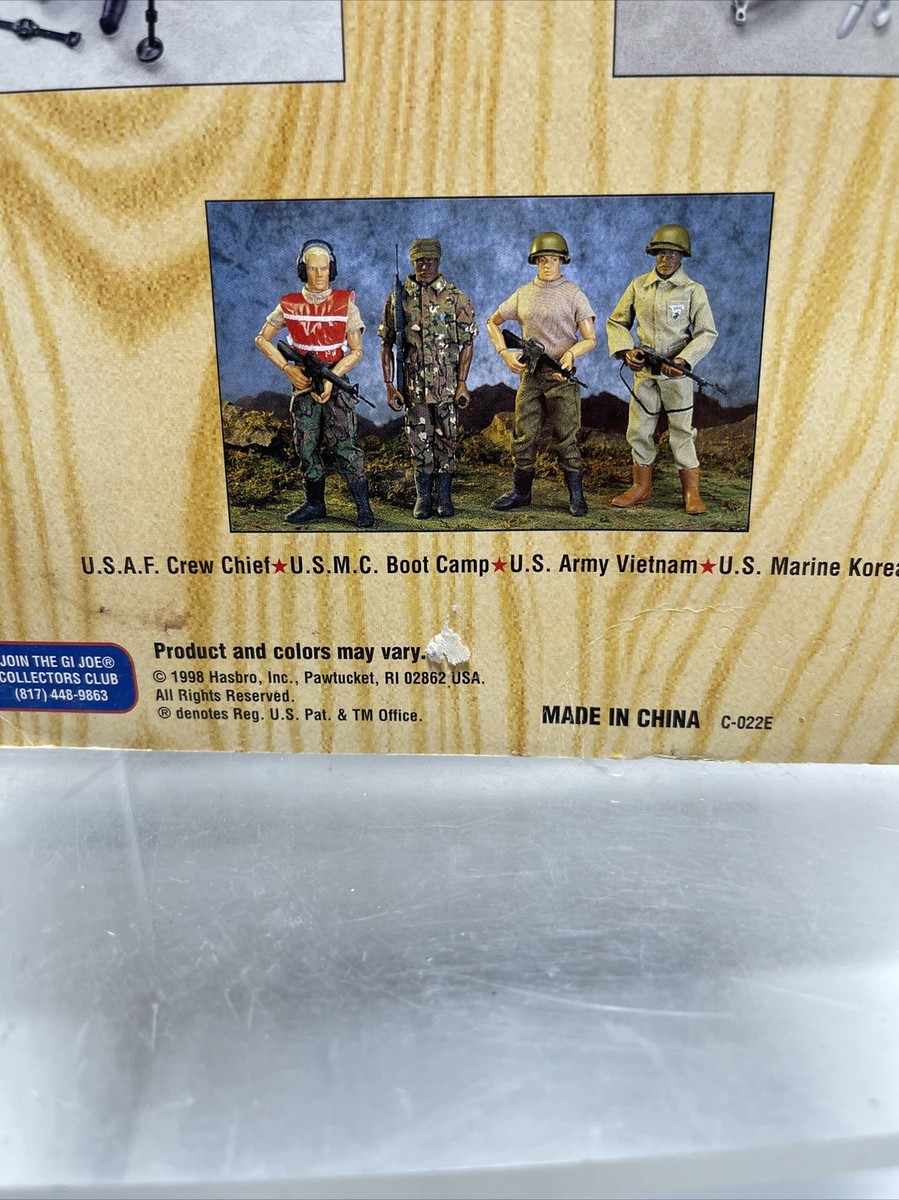 U.S.A.F. Crew Chief★U.S.M.C. Boot Camp★U.S. Army Vietnam★U.S. Marine Korea
JOIN THE GI JOE®
COLLECTORS CLUB
(817) 448-9863
Product and colors may vary.
© 1998 Hasbro, Inc., Pawtucket, RI 02862 USA.
All Rights Reserved.
® denotes Reg. U.S. Pat. & TM Office.
MADE IN CHINA C-022E